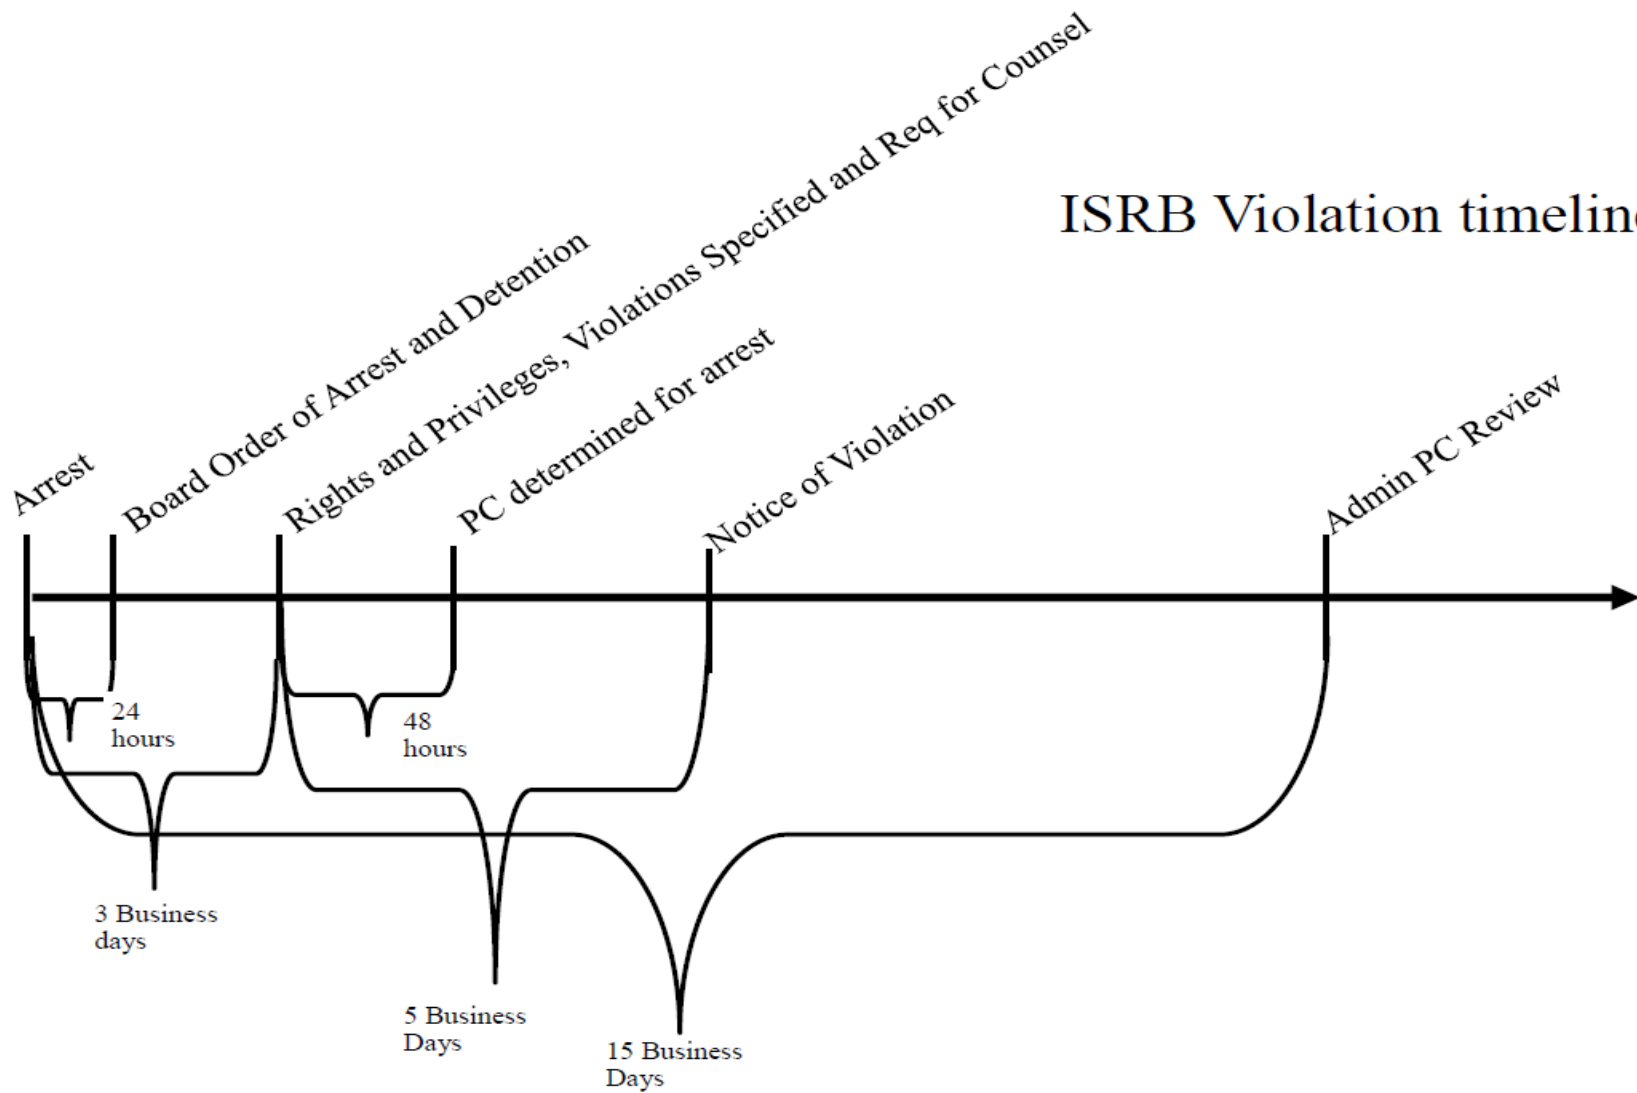 ISRB Violation timeline
Arrest
Board Order of Arrest and Detention
Rights and Privileges, Violations Specified and Req for Counsel
PC determined for arrest
Notice of Violation
Admin PC Review
24
hours
48
hours
3 Business
days
5 Business
Days
15 Business
Days